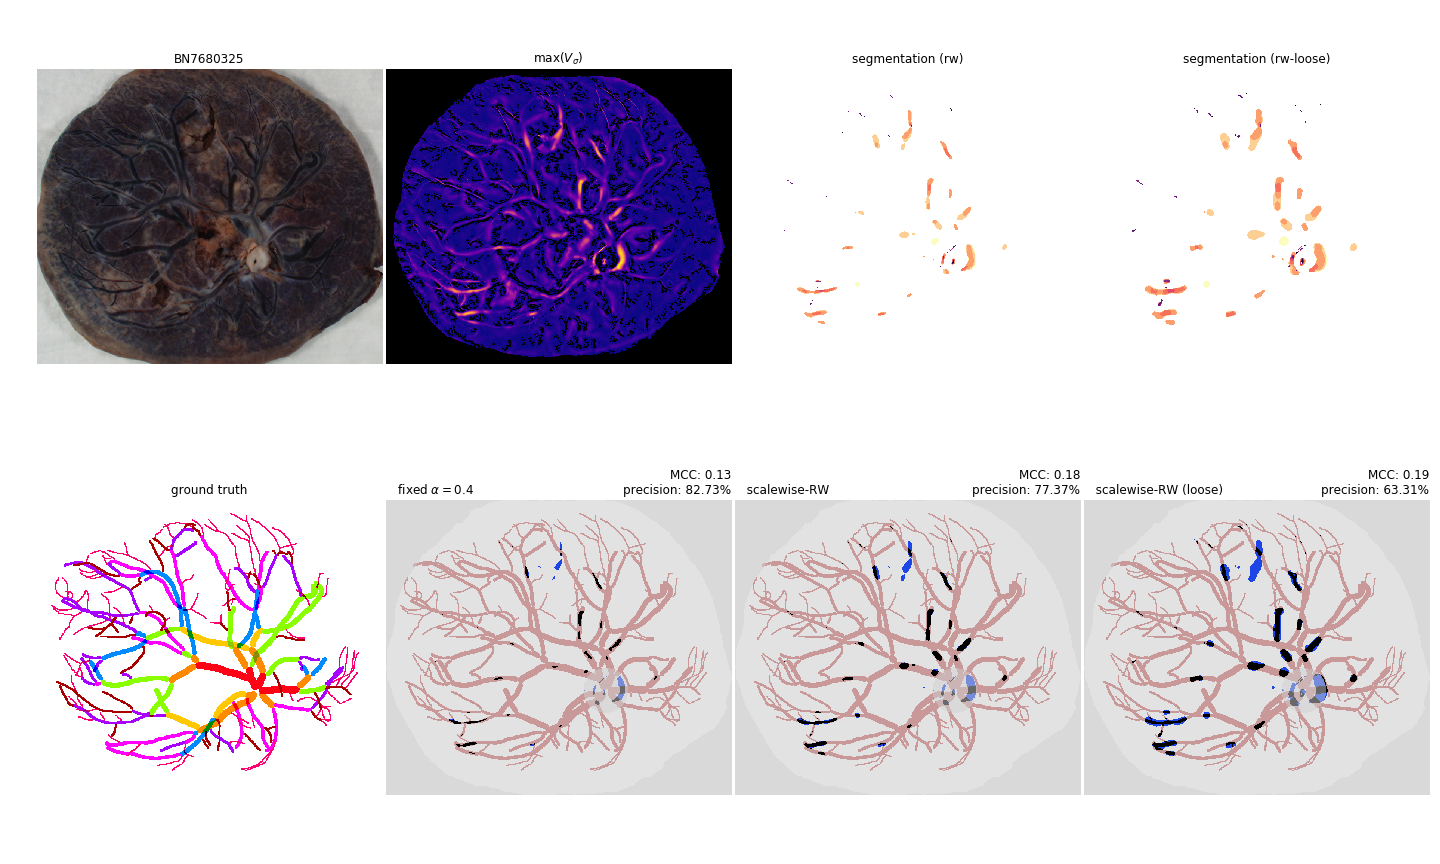 BN7680325
max(V_σ)
segmentation (rw)
segmentation (rw-loose)
ground truth
fixed α = 0.4
MCC: 0.13
precision: 82.73%
scalewise-RW
MCC: 0.18
precision: 77.37%
scalewise-RW (loose)
MCC: 0.19
precision: 63.31%